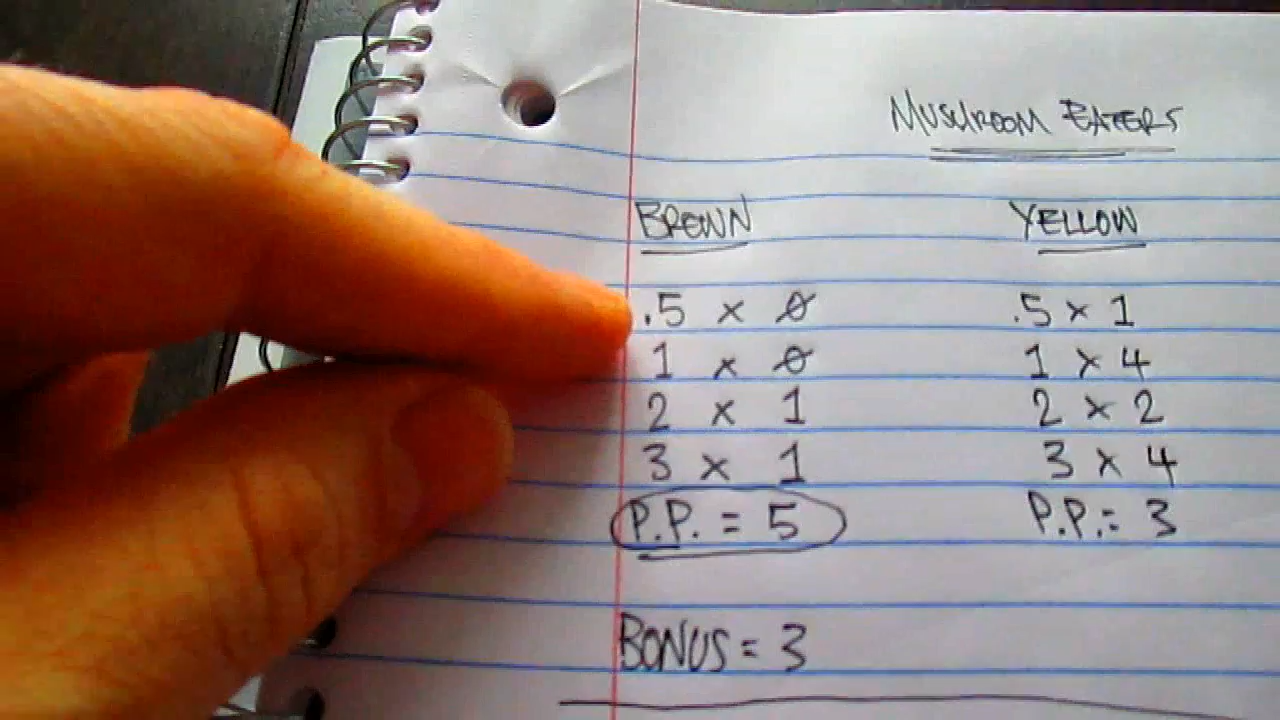 MUSHROOM EATERS
BROWN YELLOW
.5 x 0 .5 x 1
1 x 0 1 x 4
2 x 1 2 x 2
3 x 1 3 x 4
P.P. = 5 P.P.= 3
BONUS = 3